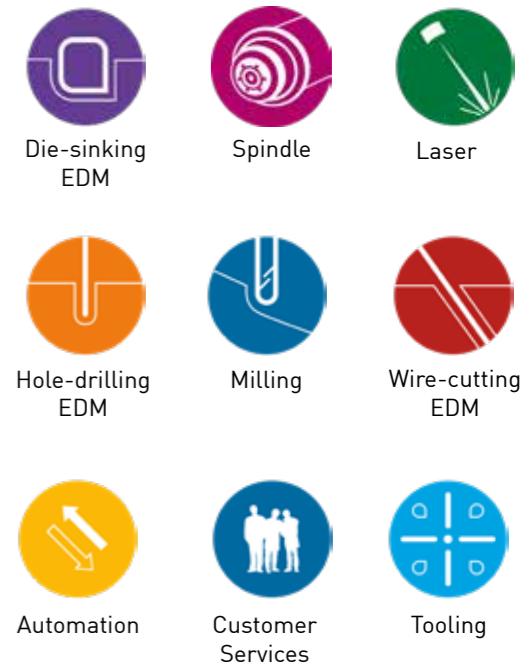 Die-sinking
EDM
Spindle
Laser
Hole-drilling
EDM
Milling
Wire-cutting
EDM
Automation
Customer
Services
Tooling